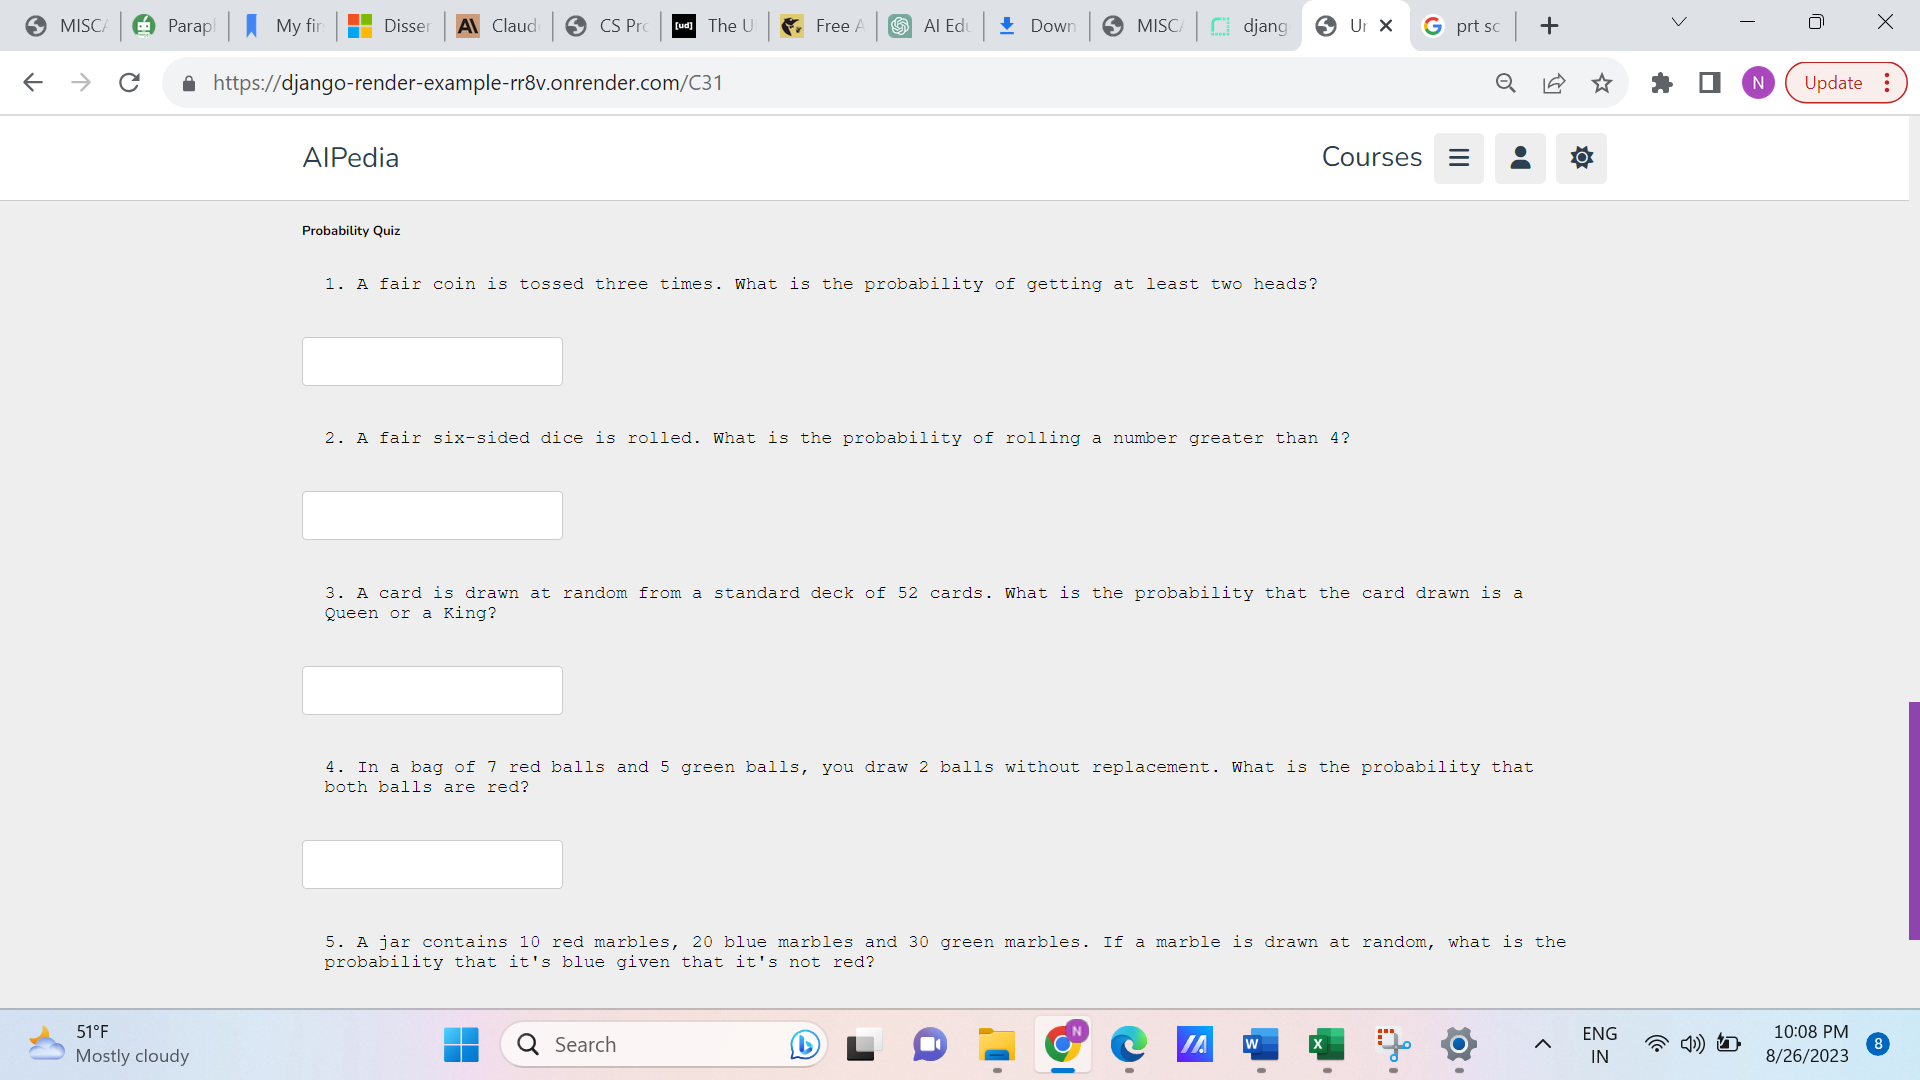 MISCA
Parap
My fir
Disser
Claud
CS Pro
The U
Free A
AI Edu
Down
MISCA
djang
Ur
prt sc
https://django-render-example-rr8v.onrender.com/C31
N
Update
AIPedia
Courses
Probability Quiz
1. A fair coin is tossed three times. What is the probability of getting at least two heads?
2. A fair six-sided dice is rolled. What is the probability of rolling a number greater than 4?
3. A card is drawn at random from a standard deck of 52 cards. What is the probability that the card drawn is a
Queen or a King?
4. In a bag of 7 red balls and 5 green balls, you draw 2 balls without replacement. What is the probability that
both balls are red?
5. A jar contains 10 red marbles, 20 blue marbles and 30 green marbles. If a marble is drawn at random, what is the
probability that it's blue given that it's not red?
51°F
Mostly cloudy
Search
ENG
IN
10:08 PM
8/26/2023
8